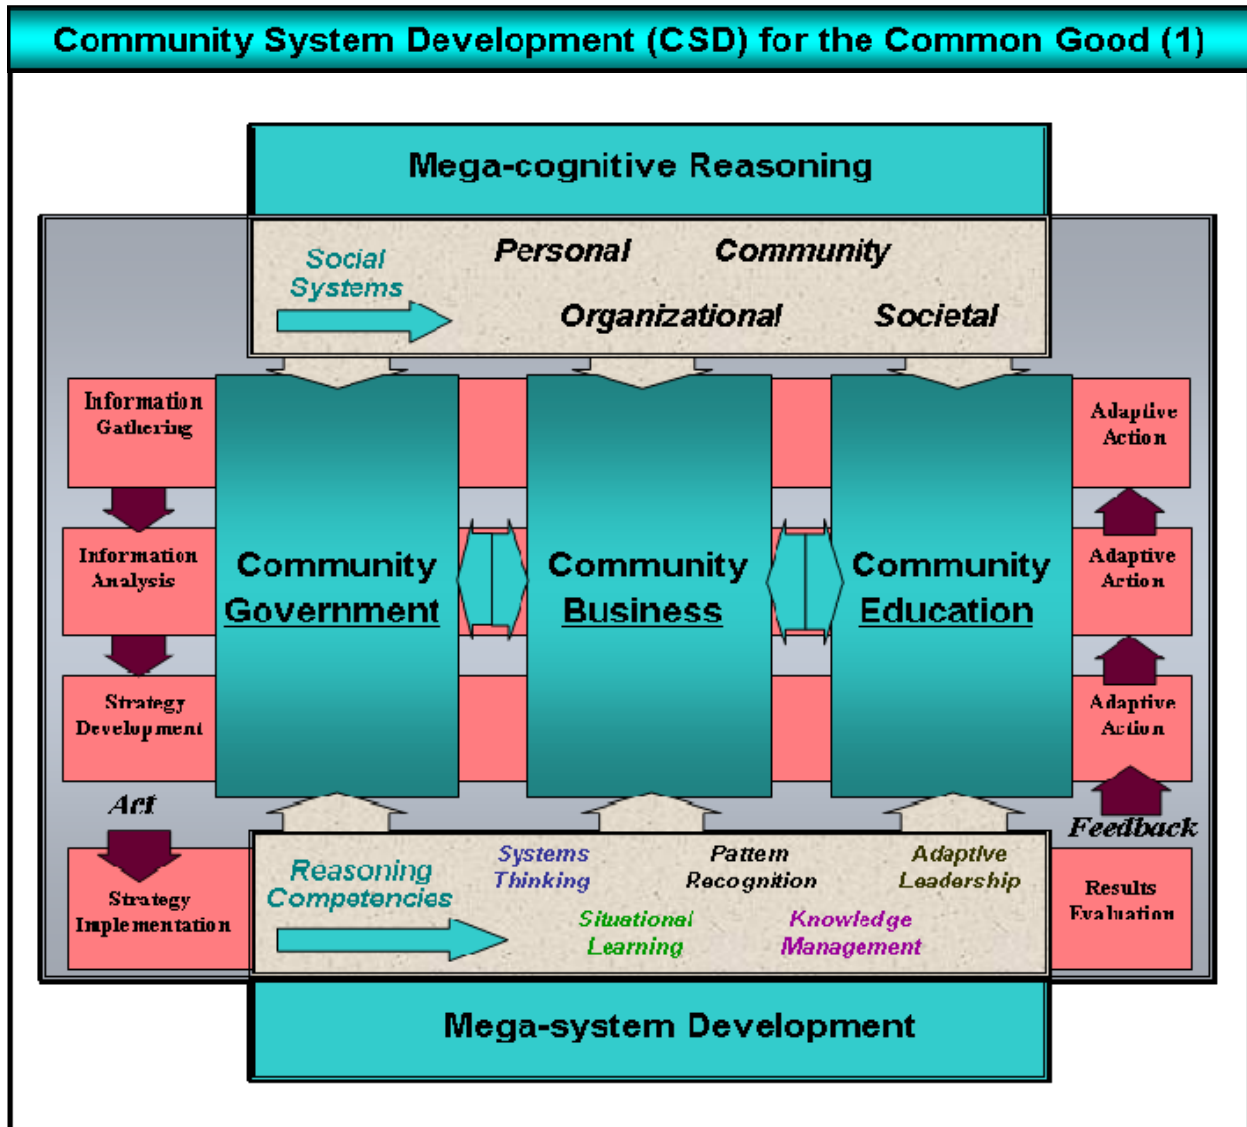 Community System Development (CSD) for the Common Good (1)
Mega-cognitive Reasoning
Social
Systems
Personal
Community
Organizational
Societal
Information
Gathering
Information
Analysis
Strategy
Development
Act
Strategy
Implementation
Community
Government
Community
Business
Community
Education
Adaptive
Action
Adaptive
Action
Adaptive
Action
Feedback
Results
Evaluation
Reasoning
Competencies
Systems
Thinking
Pattern
Recognition
Adaptive
Leadership
Situational
Learning
Knowledge
Management
Mega-system Development